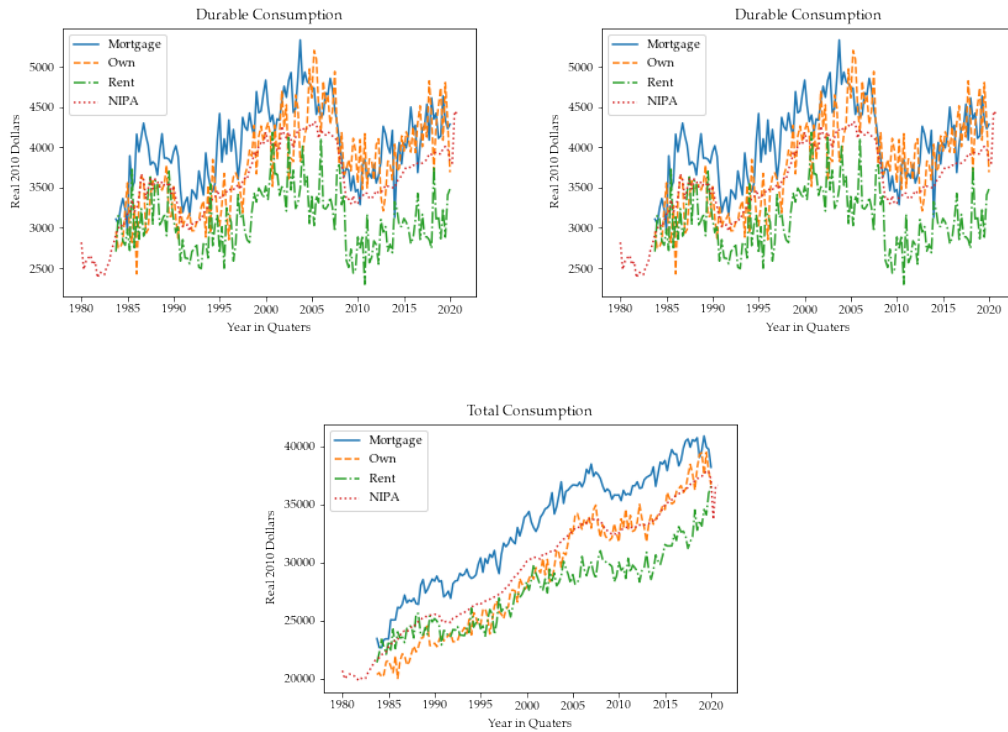 Durable Consumption
Mortgage
Own
Rent
NIPA
5000
4500
4000
3500
3000
2500
Real 2010 Dollars
1980 1985 1990 1995 2000 2005 2010 2015 2020
Year in Quaters
Durable Consumption
Mortgage
Own
Rent
NIPA
5000
4500
4000
3500
3000
2500
Real 2010 Dollars
1980 1985 1990 1995 2000 2005 2010 2015 2020
Year in Quaters
Total Consumption
Mortgage
Own
Rent
NIPA
40000
35000
30000
25000
20000
Real 2010 Dollars
1980 1985 1990 1995 2000 2005 2010 2015 2020
Year in Quaters